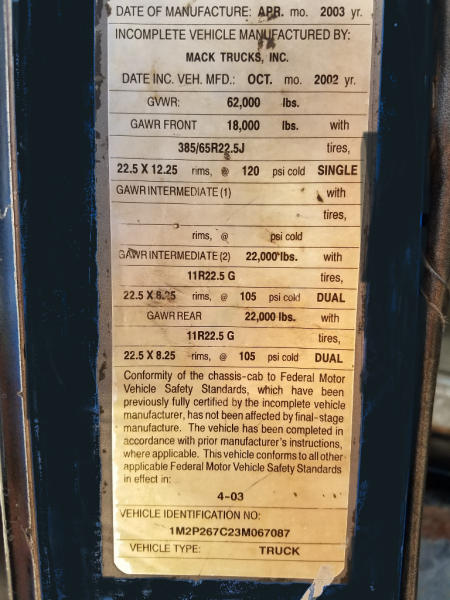 DATE OF MANUFACTURE: APR. mo. 2003 yr.
INCOMPLETE VEHICLE MANUFACTURED BY:
MACK TRUCKS, INC.
DATE INC. VEH. MFD.: OCT. mo. 2002 yr.
GVWR: 62,000 lbs.
GAWR FRONT 18,000 lbs. with
385/65R22.5J tires,
22.5 X 12.25 rims, @ 120 psi cold SINGLE
GAWR INTERMEDIATE (1) with
tires,
rims, @ psi cold
GAWR INTERMEDIATE (2) 22,000 lbs. with
11R22.5 G tires,
22.5 X 8.25 rims, @ 105 psi cold DUAL
GAWR REAR 22,000 lbs. with
11R22.5 G tires,
22.5 X 8.25 rims, @ 105 psi cold DUAL
Conformity of the chassis-cab to Federal Motor
Vehicle Safety Standards, which have been
previously fully certified by the incomplete vehicle
manufacturer, has not been affected by final-stage
manufacture. The vehicle has been completed in
accordance with prior manufacturer's instructions,
where applicable. This vehicle conforms to all other
applicable Federal Motor Vehicle Safety Standards
in effect in:
4-03
VEHICLE IDENTIFICATION NO:
1M2P267C23M067087
VEHICLE TYPE: TRUCK